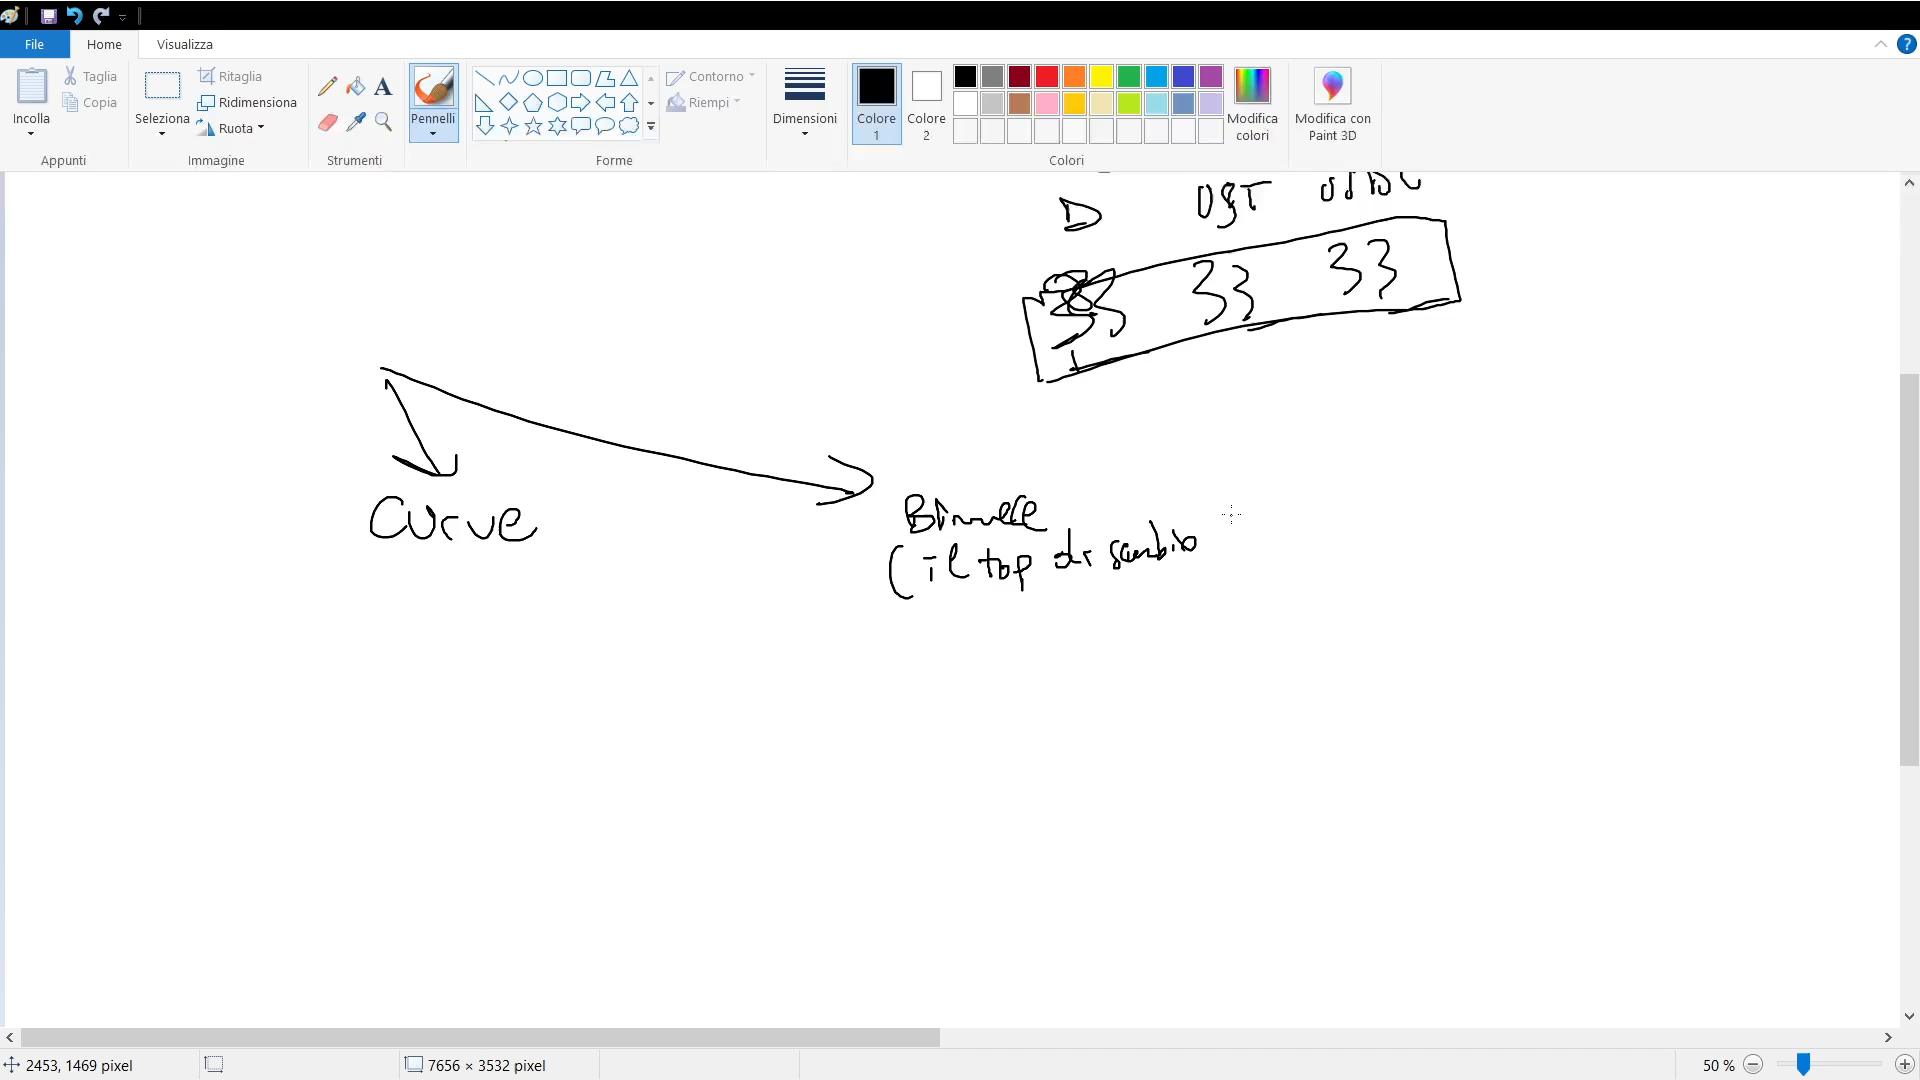 File Home Visualizza
Incolla
Taglia
Copia
Appunti
Seleziona
Ritaglia
Ridimensiona
Ruota
Immagine
A
Strumenti
Pennelli
Forme
Contorno
Riempi
Dimensioni
Colore 1
Colore 2
Modifica colori
Colori
Modifica con Paint 3D
D
33 33
Curve
(il top di scambio
2453, 1469 pixel
7656 × 3532 pixel
50 %